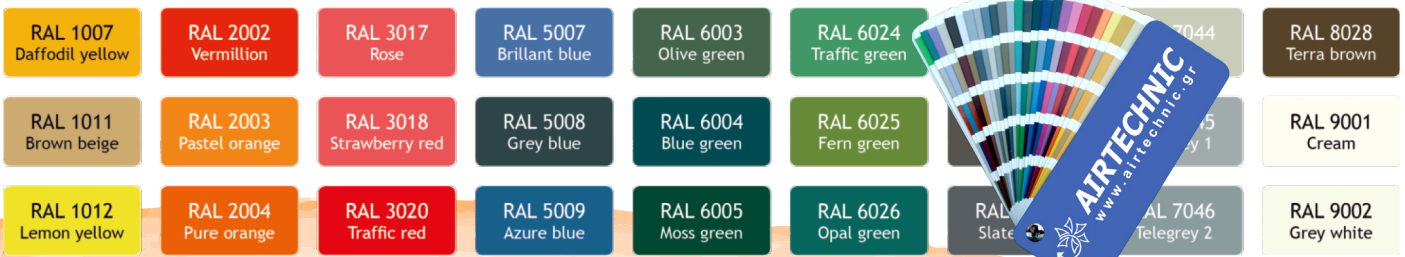 RAL 1007
Daffodil yellow
RAL 2002
Vermillion
RAL 3017
Rose
RAL 5007
Brillant blue
RAL 6003
Olive green
RAL 6024
Traffic green
7044
RAL 8028
Terra brown
RAL 1011
Brown beige
RAL 2003
Pastel orange
RAL 3018
Strawberry red
RAL 5008
Grey blue
RAL 6004
Blue green
RAL 6025
Fern green
RAL 9001
Cream
RAL 1012
Lemon yellow
RAL 2004
Pure orange
RAL 3020
Traffic red
RAL 5009
Azure blue
RAL 6005
Moss green
RAL 6026
Opal green
RAL
Slate
7046
Telegrey 2
RAL 9002
Grey white
AIRTECHNIC
www.airtechnic.gr